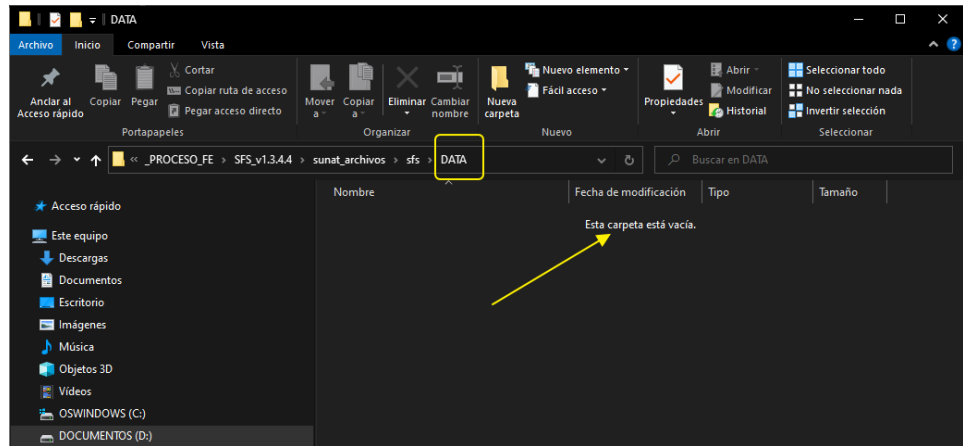 DATA
Archivo Inicio Compartir Vista
Anclar al Acceso rápido
Copiar
Pegar
Cortar
Copiar ruta de acceso
Pegar acceso directo
Portapapeles
Mover a
Copiar a
Eliminar
Cambiar nombre
Organizar
Nueva carpeta
Nuevo elemento
Fácil acceso
Nuevo
Propiedades
Abrir
Modificar
Historial
Abrir
Seleccionar todo
No seleccionar nada
Invertir selección
Seleccionar
« _PROCESO_FE > SFS_v1.3.4.4 > sunat_archivos > sfs > DATA
Buscar en DATA
Nombre Fecha de modificación Tipo Tamaño
Esta carpeta está vacía.
Acceso rápido
Este equipo
Descargas
Documentos
Escritorio
Imágenes
Música
Objetos 3D
Vídeos
OSWINDOWS (C:)
DOCUMENTOS (D:)